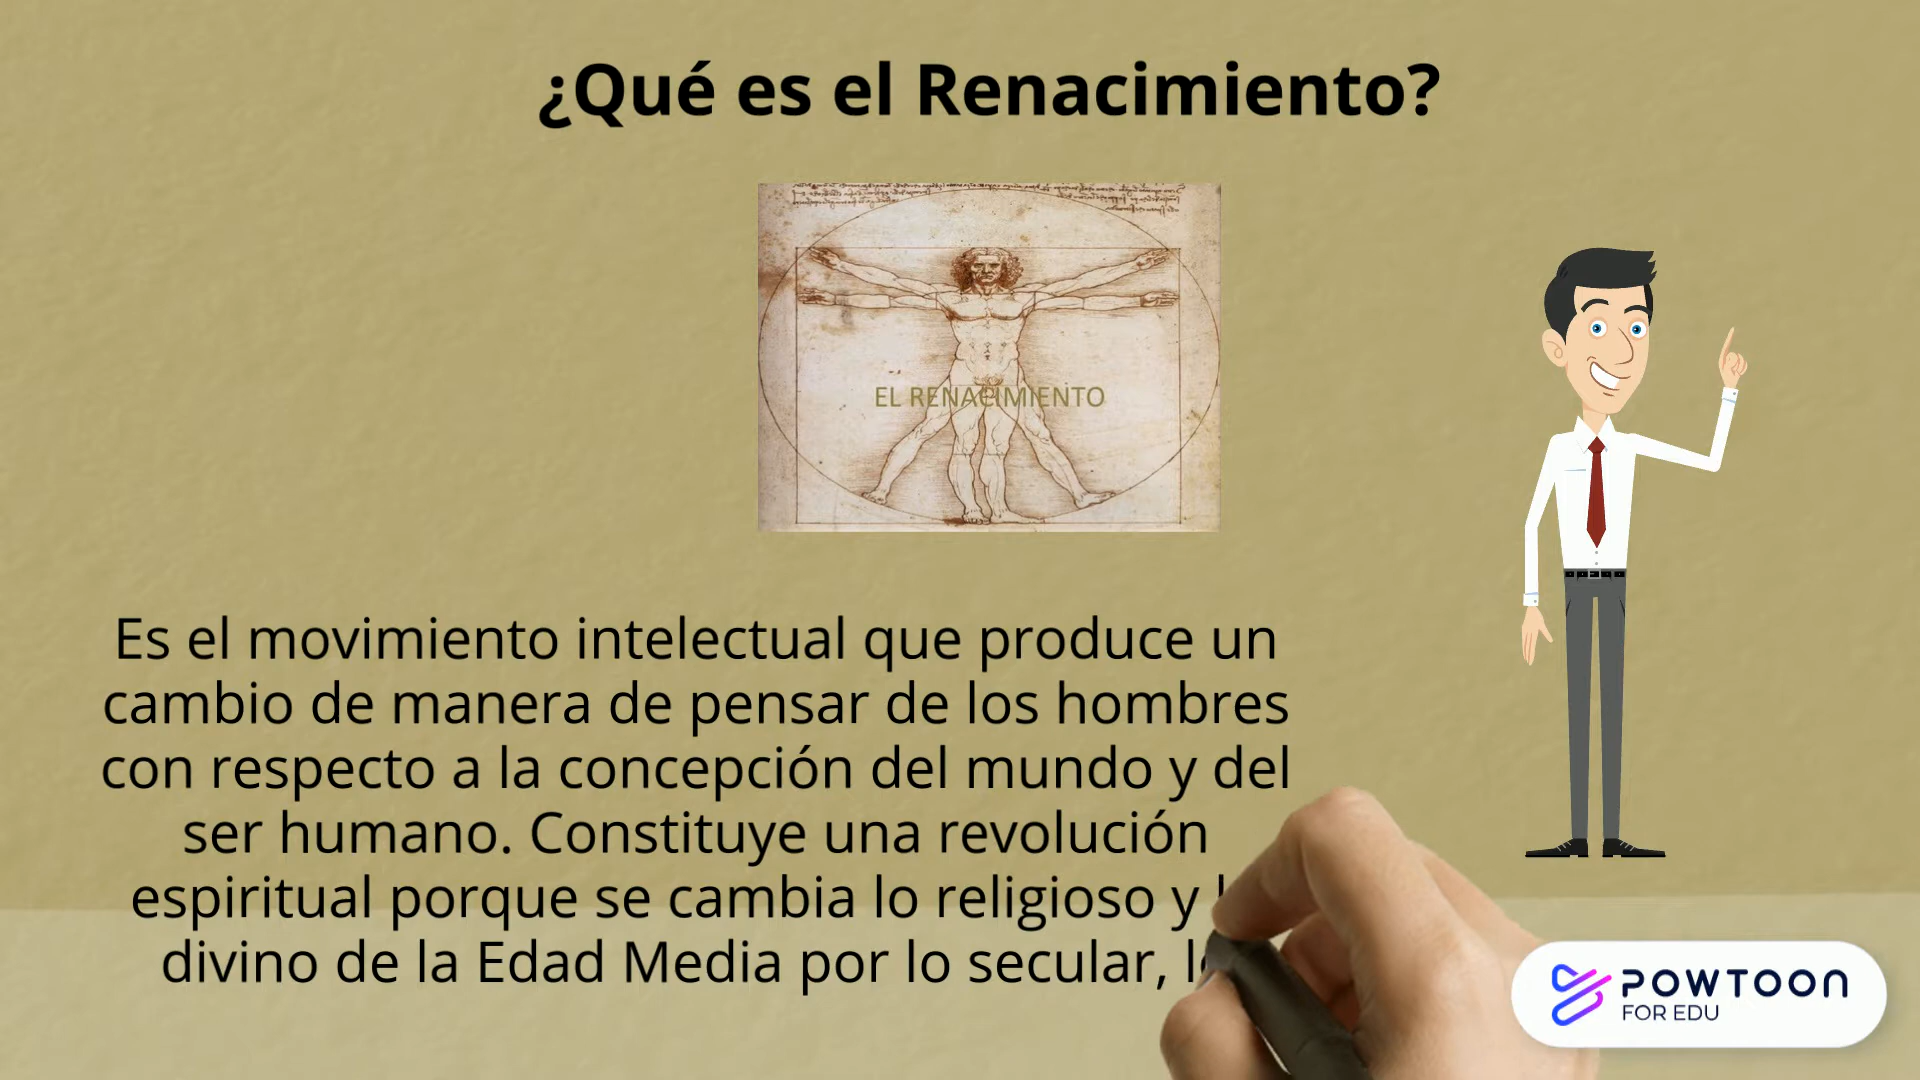 ¿Qué es el Renacimiento?
EL RENACIMIENTO
Es el movimiento intelectual que produce un
cambio de manera de pensar de los hombres
con respecto a la concepción del mundo y del
ser humano. Constituye una revolución
espiritual porque se cambia lo religioso y
divino de la Edad Media por lo secular,
POWTOON
FOR EDU